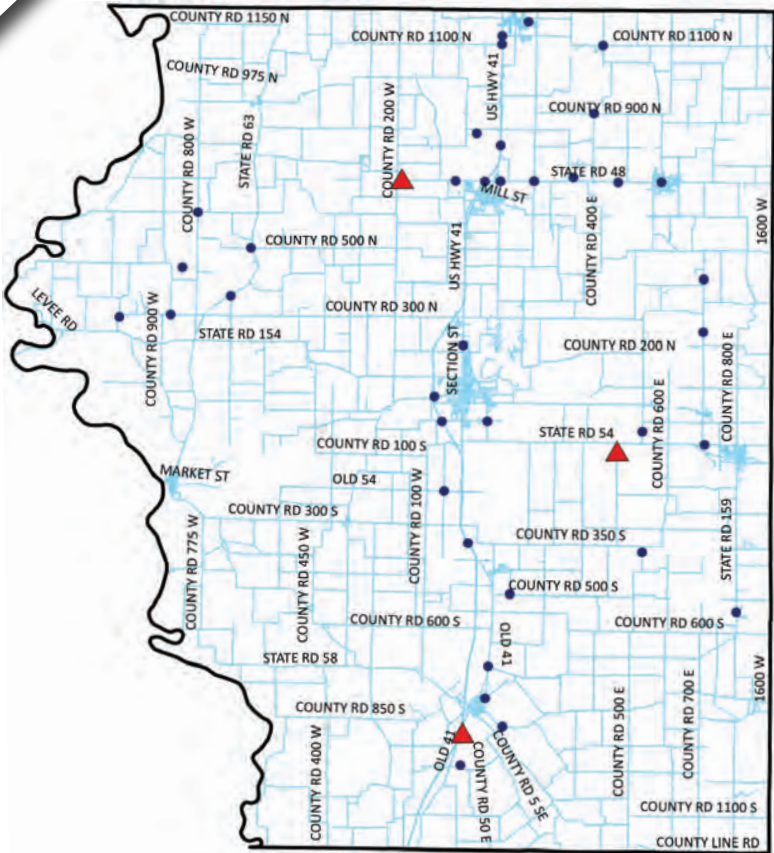 COUNTY RD 1150 N
COUNTY RD 1100 N
COUNTY RD 1100 N
COUNTY RD 975 N
US HWY 41
COUNTY RD 200 W
COUNTY RD 900 N
COUNTY RD 800 W
STATE RD 63
STATE RD 48
MILL ST
COUNTY RD 400 E
1600 W
COUNTY RD 500 N
US HWY 41
LEVEE RD
COUNTY RD 300 N
COUNTY RD 900 W
STATE RD 154
SECTION ST
COUNTY RD 200 N
COUNTY RD 800 E
COUNTY RD 600 E
STATE RD 54
COUNTY RD 100 S
MARKET ST
OLD 54
COUNTY RD 100 W
COUNTY RD 300 S
STATE RD 159
COUNTY RD 350 S
COUNTY RD 775 W
COUNTY RD 450 W
COUNTY RD 500 S
COUNTY RD 600 S
COUNTY RD 600 S
OLD 41
STATE RD 58
1600 W
COUNTY RD 700 E
COUNTY RD 500 E
COUNTY RD 850 S
OLD 41
COUNTY RD 400 W
COUNTY RD 50 E
COUNTY RD 5 SE
COUNTY RD 1100 S
COUNTY LINE RD